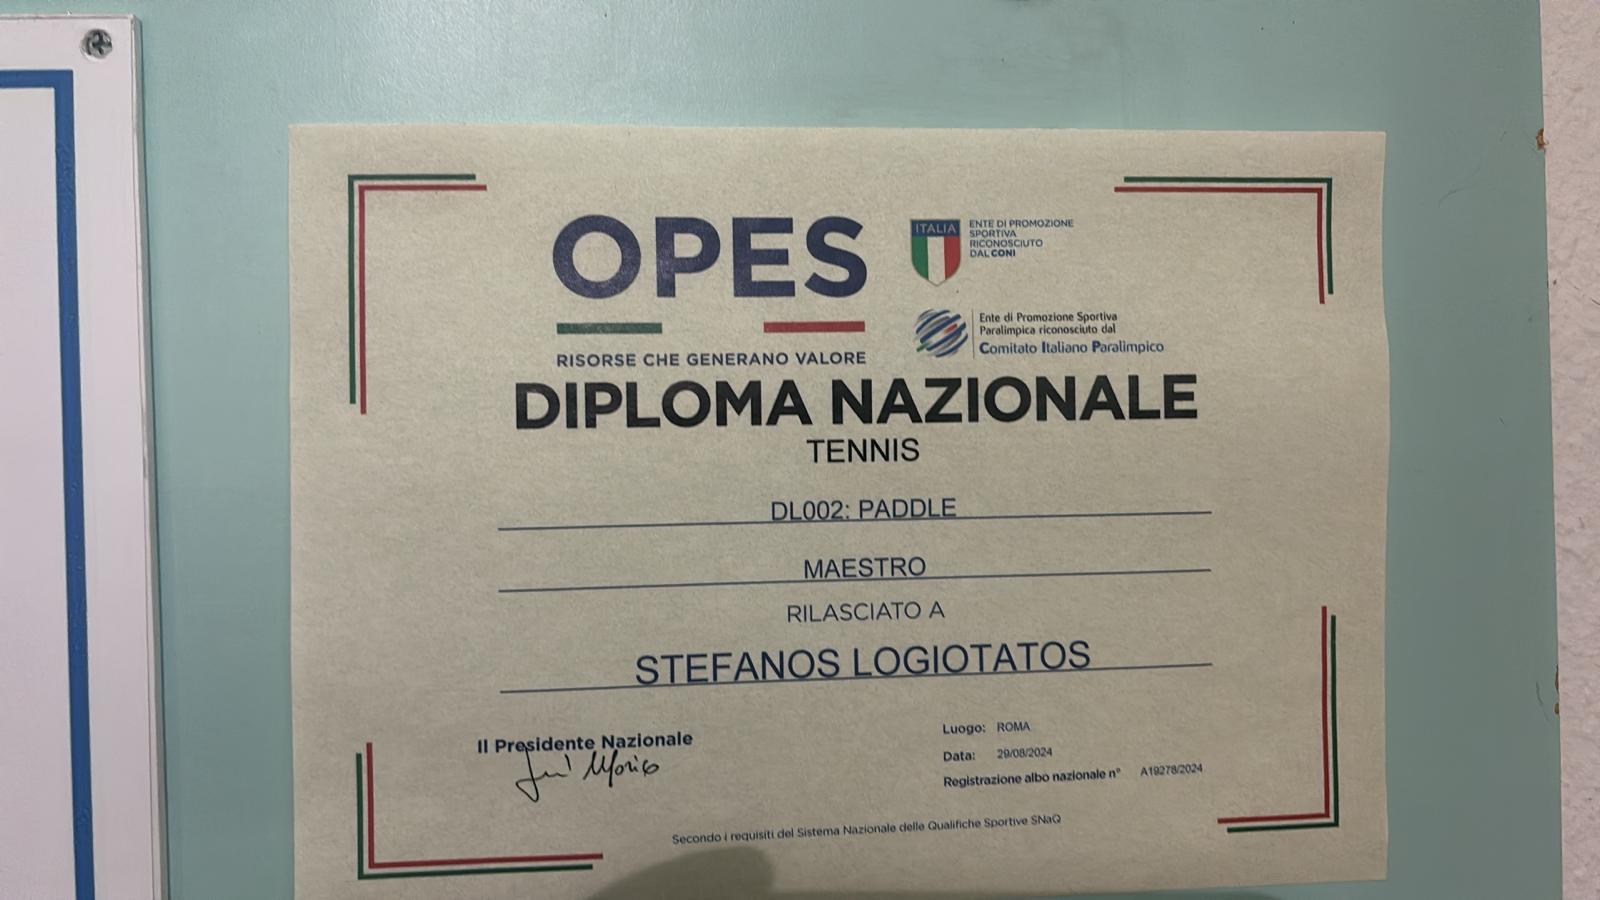 OPES
RISORSE CHE GENERANO VALORE
ITALIA
ENTE DI PROMOZIONE
SPORTIVA
RICONOSCIUTO
DAL CONI
Ente di Promozione Sportiva
Paralimpica riconosciuto dal
Comitato Italiano Paralimpico
DIPLOMA NAZIONALE
TENNIS
DL002: PADDLE
MAESTRO
RILASCIATO A
STEFANOS LOGIOTATOS
Il Presidente Nazionale
Luogo: ROMA
Data: 29/08/2024
Registrazione albo nazionale n° A19278/2024
Secondo i requisiti del Sistema Nazionale delle Qualifiche Sportive SNaQ